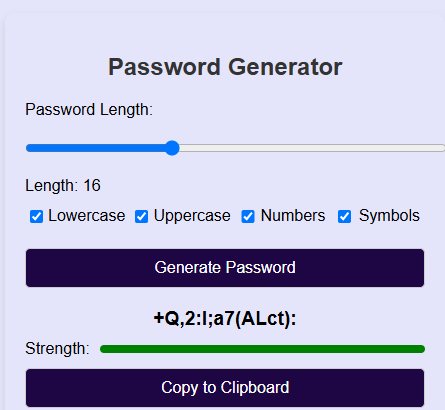 Password Generator
Password Length:
Length: 16
Lowercase Uppercase Numbers Symbols
Generate Password
+Q,2:I;a7(ALct):
Strength:
Copy to Clipboard